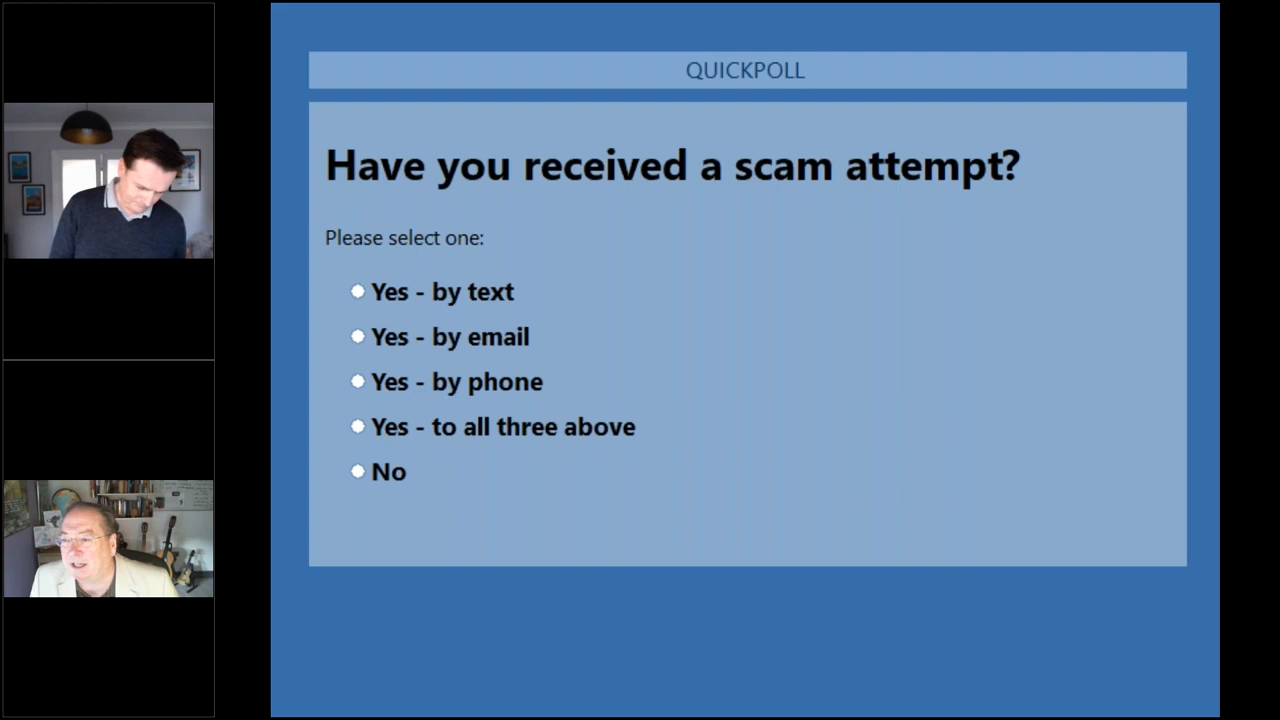 QUICKPOLL
Have you received a scam attempt?
Please select one:
Yes - by text
Yes - by email
Yes - by phone
Yes - to all three above
No